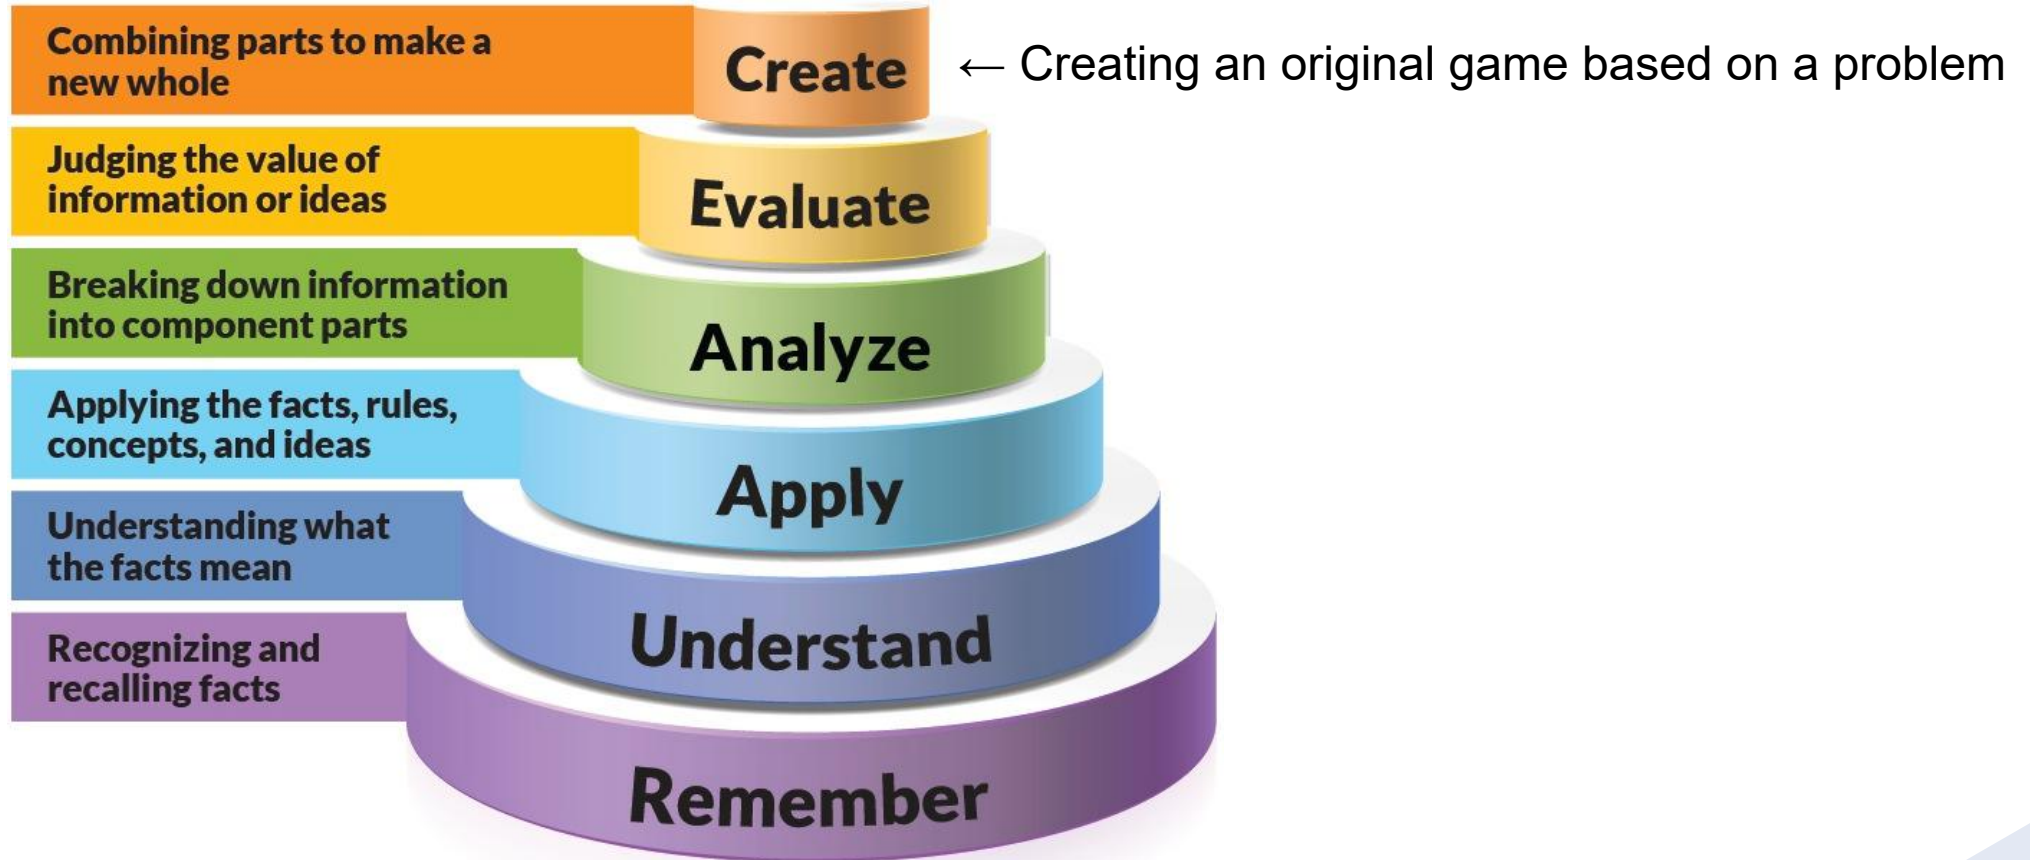 Combining parts to make a
new whole
Create
← Creating an original game based on a problem
Judging the value of
information or ideas
Evaluate
Breaking down information
into component parts
Analyze
Applying the facts, rules,
concepts, and ideas
Apply
Understanding what
the facts mean
Understand
Recognizing and
recalling facts
Remember